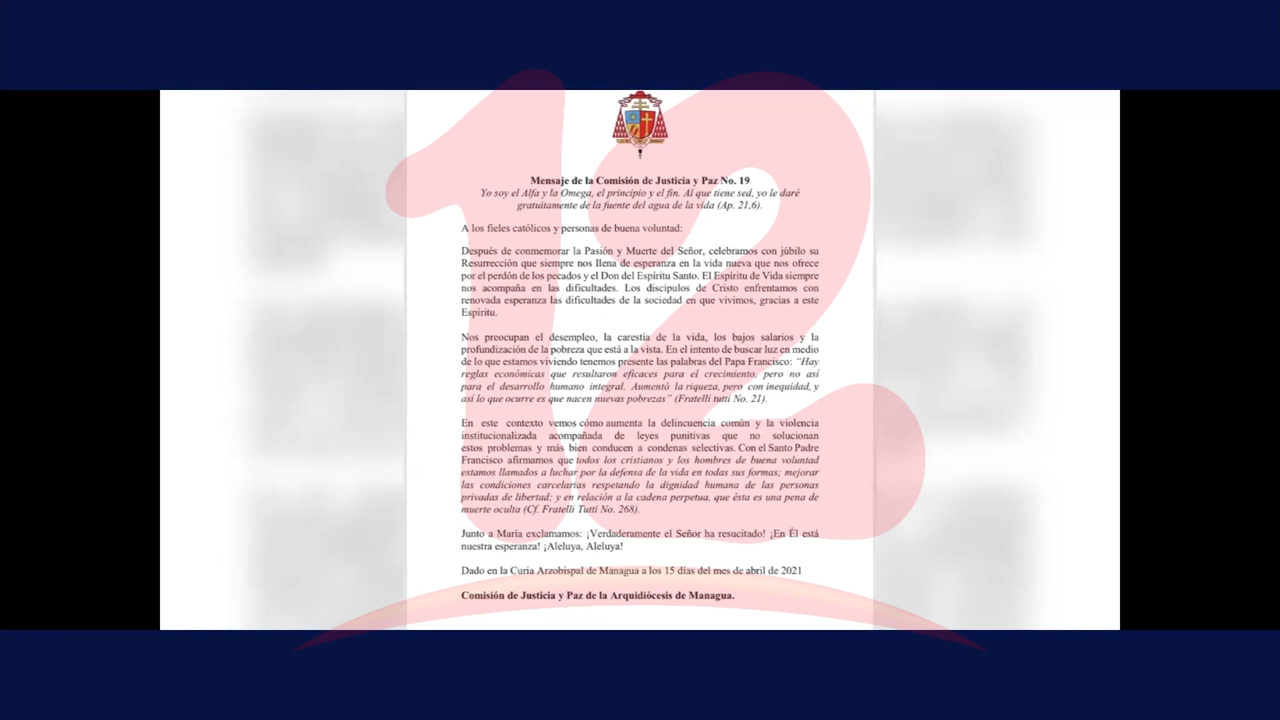 12
Mensaje de la Comisión de Justicia y Paz No. 19
Yo soy el Alfa y la Omega, el principio y el fin. Al que tiene sed, yo le daré
gratuitamente de la fuente del agua de la vida (Ap. 21,6).
A los fieles católicos y personas de buena voluntad:
Después de conmemorar la Pasión y Muerte del Señor, celebramos con júbilo su
Resurrección que siempre nos llena de esperanza en la vida nueva que nos ofrece
por el perdón de los pecados y el Don del Espíritu Santo. El Espíritu de Vida siempre
nos acompaña en las dificultades. Los discípulos de Cristo enfrentamos con
renovada esperanza las dificultades de la sociedad en que vivimos, gracias a este
Espíritu.
Nos preocupan el desempleo, la carestía de la vida, los bajos salarios y la
profundización de la pobreza que está a la vista. En el intento de buscar luz en medio
de lo que estamos viviendo tenemos presente las palabras del Papa Francisco: “Hay
reglas económicas que resultaron eficaces para el crecimiento, pero no así
para el desarrollo humano integral. Aumentó la riqueza, pero con inequidad, y
así lo que ocurre es que nacen nuevas pobrezas” (Fratelli tutti No. 21).
En este contexto vemos cómo aumenta la delincuencia común y la violencia
institucionalizada acompañada de leyes punitivas que no solucionan
estos problemas y más bien conducen a condenas selectivas. Con el Santo Padre
Francisco afirmamos que todos los cristianos y los hombres de buena voluntad
estamos llamados a luchar por la defensa de la vida en todas sus formas; mejorar
las condiciones carcelarias respetando la dignidad humana de las personas
privadas de libertad; y en relación a la cadena perpetua, que ésta es una pena de
muerte oculta (Cf. Fratelli Tutti No. 268).
Junto a María exclamamos: ¡Verdaderamente el Señor ha resucitado! ¡En Él está
nuestra esperanza! ¡Aleluya, Aleluya!
Dado en la Curia Arzobispal de Managua a los 15 días del mes de abril de 2021
Comisión de Justicia y Paz de la Arquidiócesis de Managua.